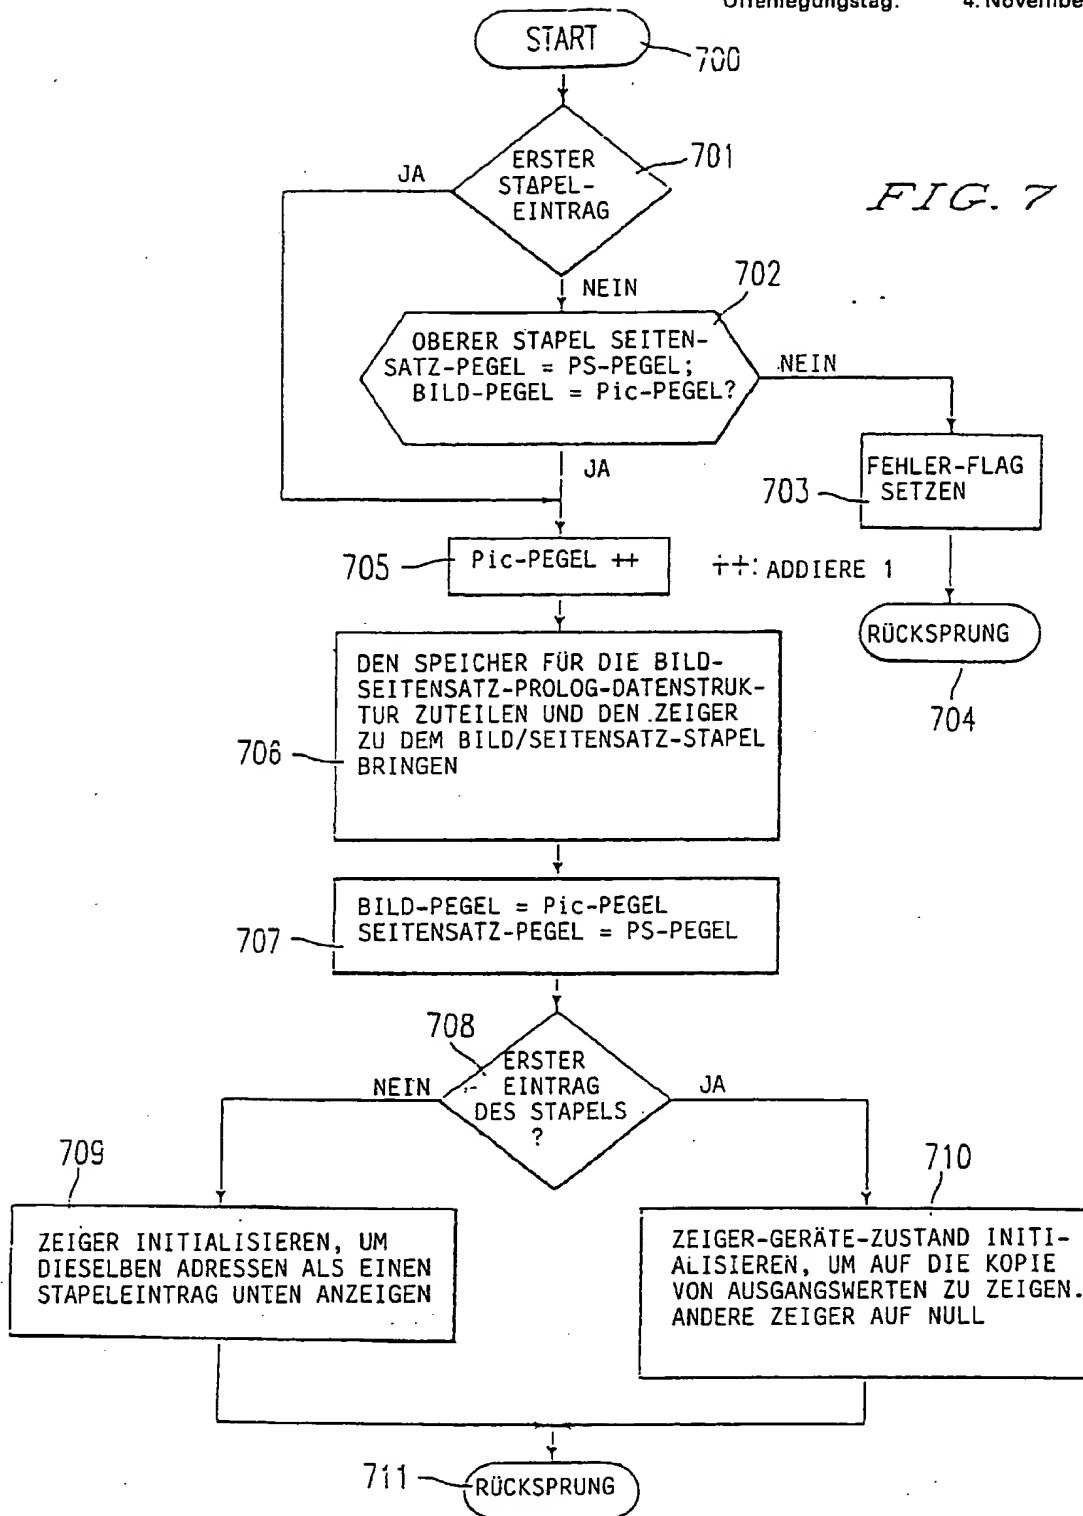 Offenlegungstag: 4. Novembe
START
700
ERSTER
STAPEL-
EINTRAG
701
JA
FIG. 7
NEIN
702
OBERER STAPEL SEITEN-
SATZ-PEGEL = PS-PEGEL;
BILD-PEGEL = Pic-PEGEL?
NEIN
JA
FEHLER-FLAG
SETZEN
703
705
Pic-PEGEL ++
++: ADDIERE 1
RÜCKSPRUNG
704
DEN SPEICHER FÜR DIE BILD-
SEITENSATZ-PROLOG-DATENSTRUK-
TUR ZUTEILEN UND DEN ZEIGER
ZU DEM BILD/SEITENSATZ-STAPEL
BRINGEN
706
BILD-PEGEL = Pic-PEGEL
SEITENSATZ-PEGEL = PS-PEGEL
707
708
ERSTER
EINTRAG
DES STAPELS
?
NEIN
JA
709
710
ZEIGER INITIALISIEREN, UM
DIESELBEN ADRESSEN ALS EINEN
STAPELEINTRAG UNTEN ANZEIGEN
ZEIGER-GERÄTE-ZUSTAND INITI-
ALISIEREN, UM AUF DIE KOPIE
VON AUSGANGSWERTEN ZU ZEIGEN.
ANDERE ZEIGER AUF NULL
711
RÜCKSPRUNG